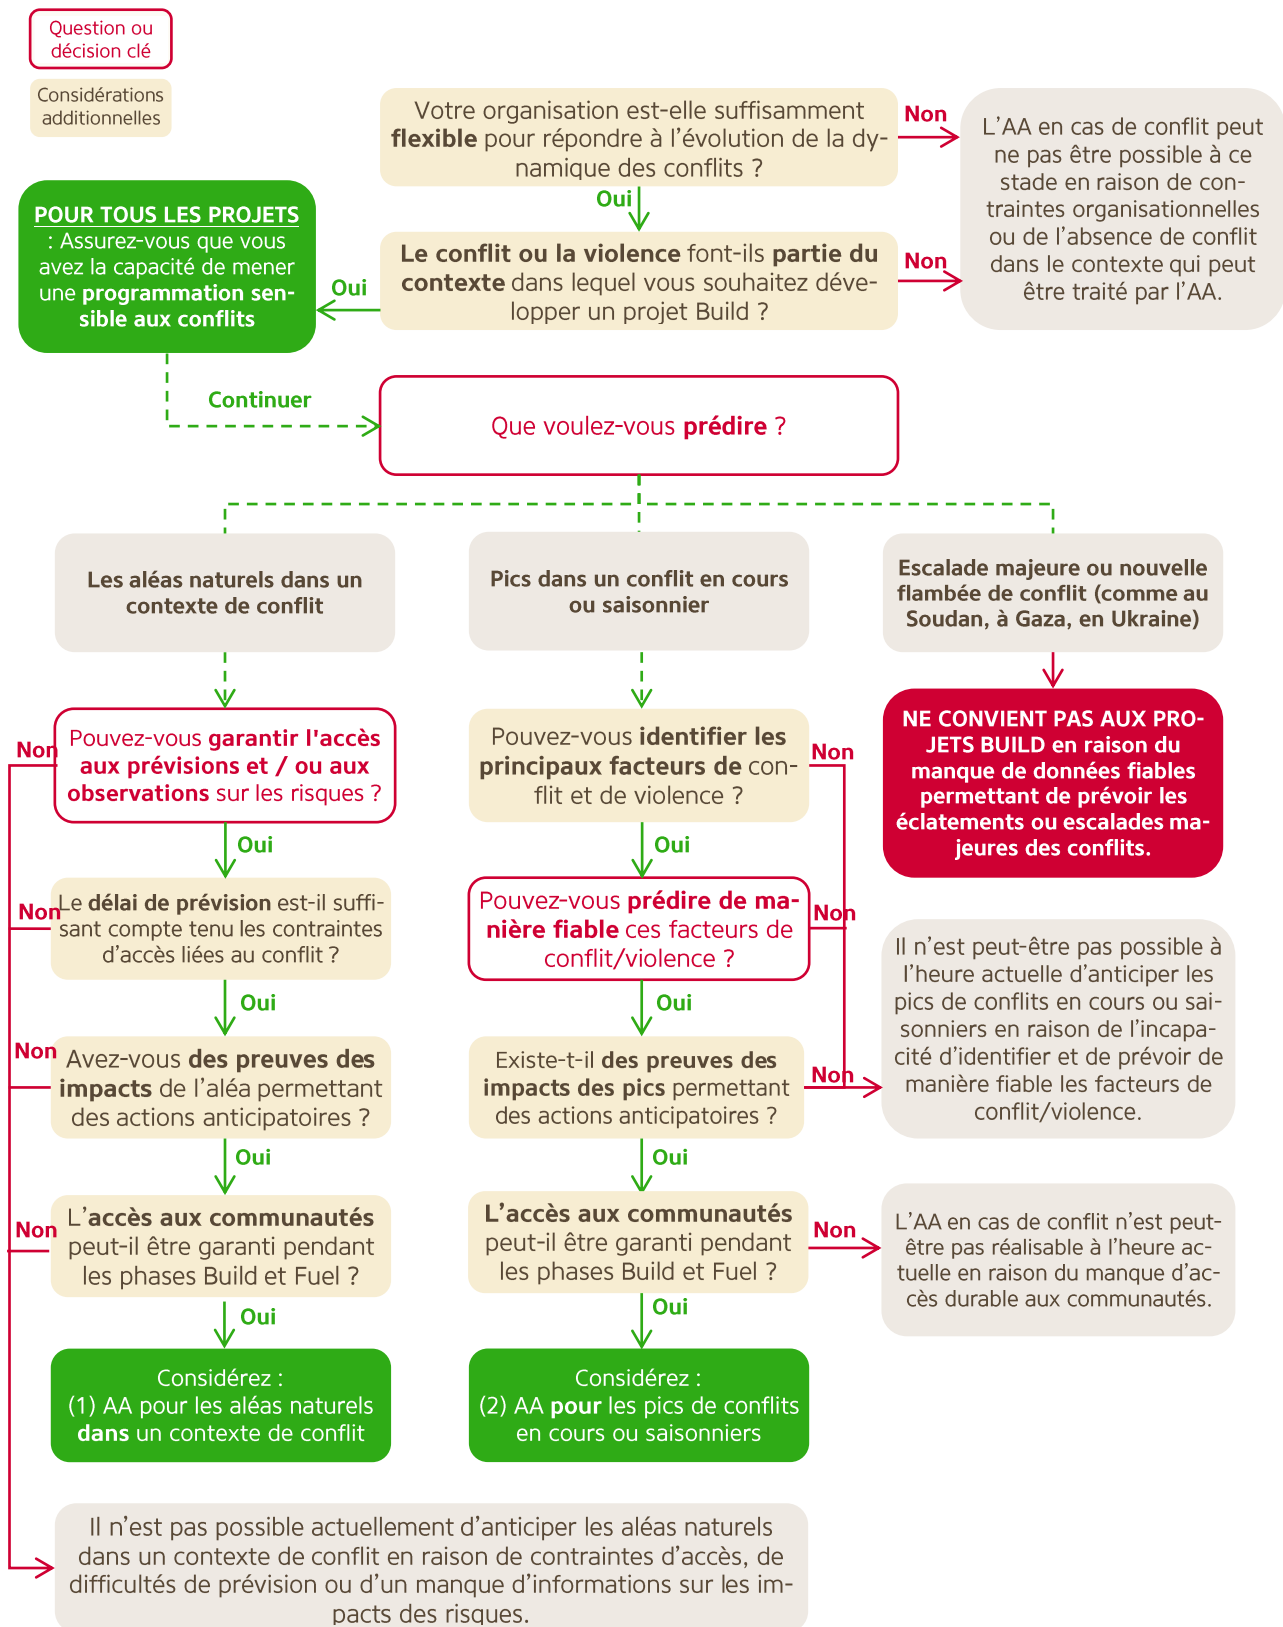 Question ou
décision clé
Considérations
additionnelles
Votre organisation est-elle suffisamment
flexible pour répondre à l'évolution de la dy-
namique des conflits ?
Non
L'AA en cas de conflit peut
ne pas être possible à ce
stade en raison de con-
traintes organisationnelles
ou de l'absence de conflit
dans le contexte qui peut
être traité par l'AA.
Oui
Le conflit ou la violence font-ils partie du
contexte dans lequel vous souhaitez déve-
lopper un projet Build ?
Non
Oui
POUR TOUS LES PROJETS
: Assurez-vous que vous
avez la capacité de mener
une programmation sen-
sible aux conflits
Continuer
Que voulez-vous prédire ?
Les aléas naturels dans un
contexte de conflit
Pics dans un conflit en cours
ou saisonnier
Escalade majeure ou nouvelle
flambée de conflit (comme au
Soudan, à Gaza, en Ukraine)
NE CONVIENT PAS AUX PRO-
JETS BUILD en raison du
manque de données fiables
permettant de prévoir les
éclatements ou escalades ma-
jeures des conflits.
Non
Pouvez-vous garantir l'accès
aux prévisions et / ou aux
observations sur les risques ?
Oui
Non
Le délai de prévision est-il suffi-
sant compte tenu les contraintes
d'accès liées au conflit ?
Oui
Non
Avez-vous des preuves des
impacts de l'aléa permettant
des actions anticipatoires ?
Oui
Non
L'accès aux communautés
peut-il être garanti pendant
les phases Build et Fuel ?
Oui
Considérez :
(1) AA pour les aléas naturels
dans un contexte de conflit
Pouvez-vous identifier les
principaux facteurs de con-
flit et de violence ?
Non
Oui
Pouvez-vous prédire de ma-
nière fiable ces facteurs de
conflit/violence ?
Non
Oui
Existe-t-il des preuves des
impacts des pics permettant
des actions anticipatoires ?
Non
Il n'est peut-être pas possible à
l'heure actuelle d'anticiper les
pics de conflits en cours ou sai-
sonniers en raison de l'incapa-
cité d'identifier et de prévoir de
manière fiable les facteurs de
conflit/violence.
Oui
L'accès aux communautés
peut-il être garanti pendant
les phases Build et Fuel ?
Non
L'AA en cas de conflit n'est peut-
être pas réalisable à l'heure ac-
tuelle en raison du manque d'ac-
cès durable aux communautés.
Oui
Considérez :
(2) AA pour les pics de conflits
en cours ou saisonniers
Il n'est pas possible actuellement d'anticiper les aléas naturels
dans un contexte de conflit en raison de contraintes d'accès, de
difficultés de prévision ou d'un manque d'informations sur les im-
pacts des risques.